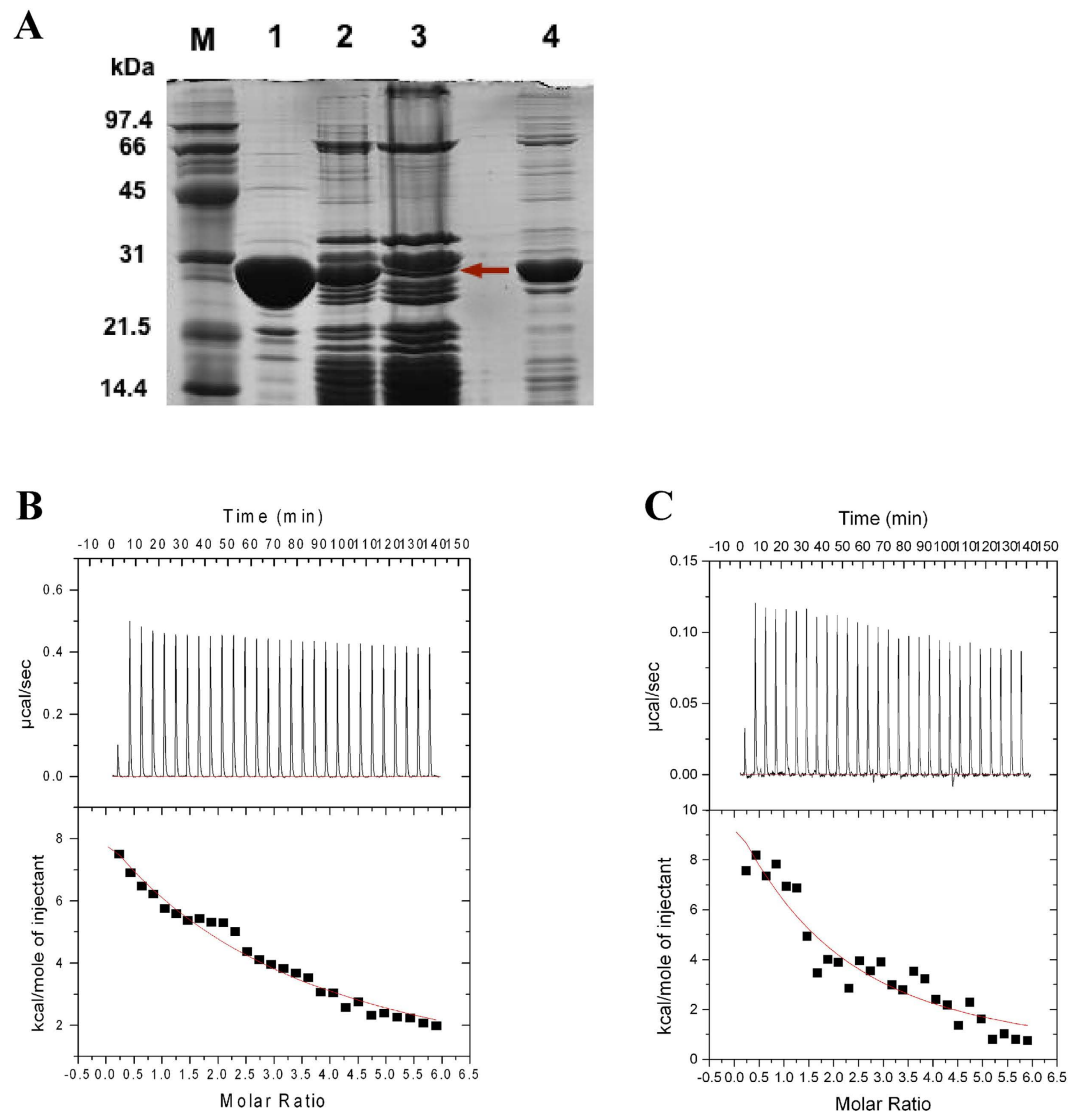 A
M 1 2 3 4
kDa
97.4
66
45
31
21.5
14.4
B
Time (min)
-10 0 10 20 30 40 50 60 70 80 90 100 110 120 130 140 150
0.6
0.4
0.2
0.0
µcal/sec
8
6
4
2
kcal/mole of injectant
-0.5 0.0 0.5 1.0 1.5 2.0 2.5 3.0 3.5 4.0 4.5 5.0 5.5 6.0 6.5
Molar Ratio
C
Time (min)
-10 0 10 20 30 40 50 60 70 80 90 100 110 120 130 140 150
0.15
0.10
0.05
0.00
µcal/sec
10
8
6
4
2
0
kcal/mole of injectant
-0.5 0.0 0.5 1.0 1.5 2.0 2.5 3.0 3.5 4.0 4.5 5.0 5.5 6.0 6.5
Molar Ratio